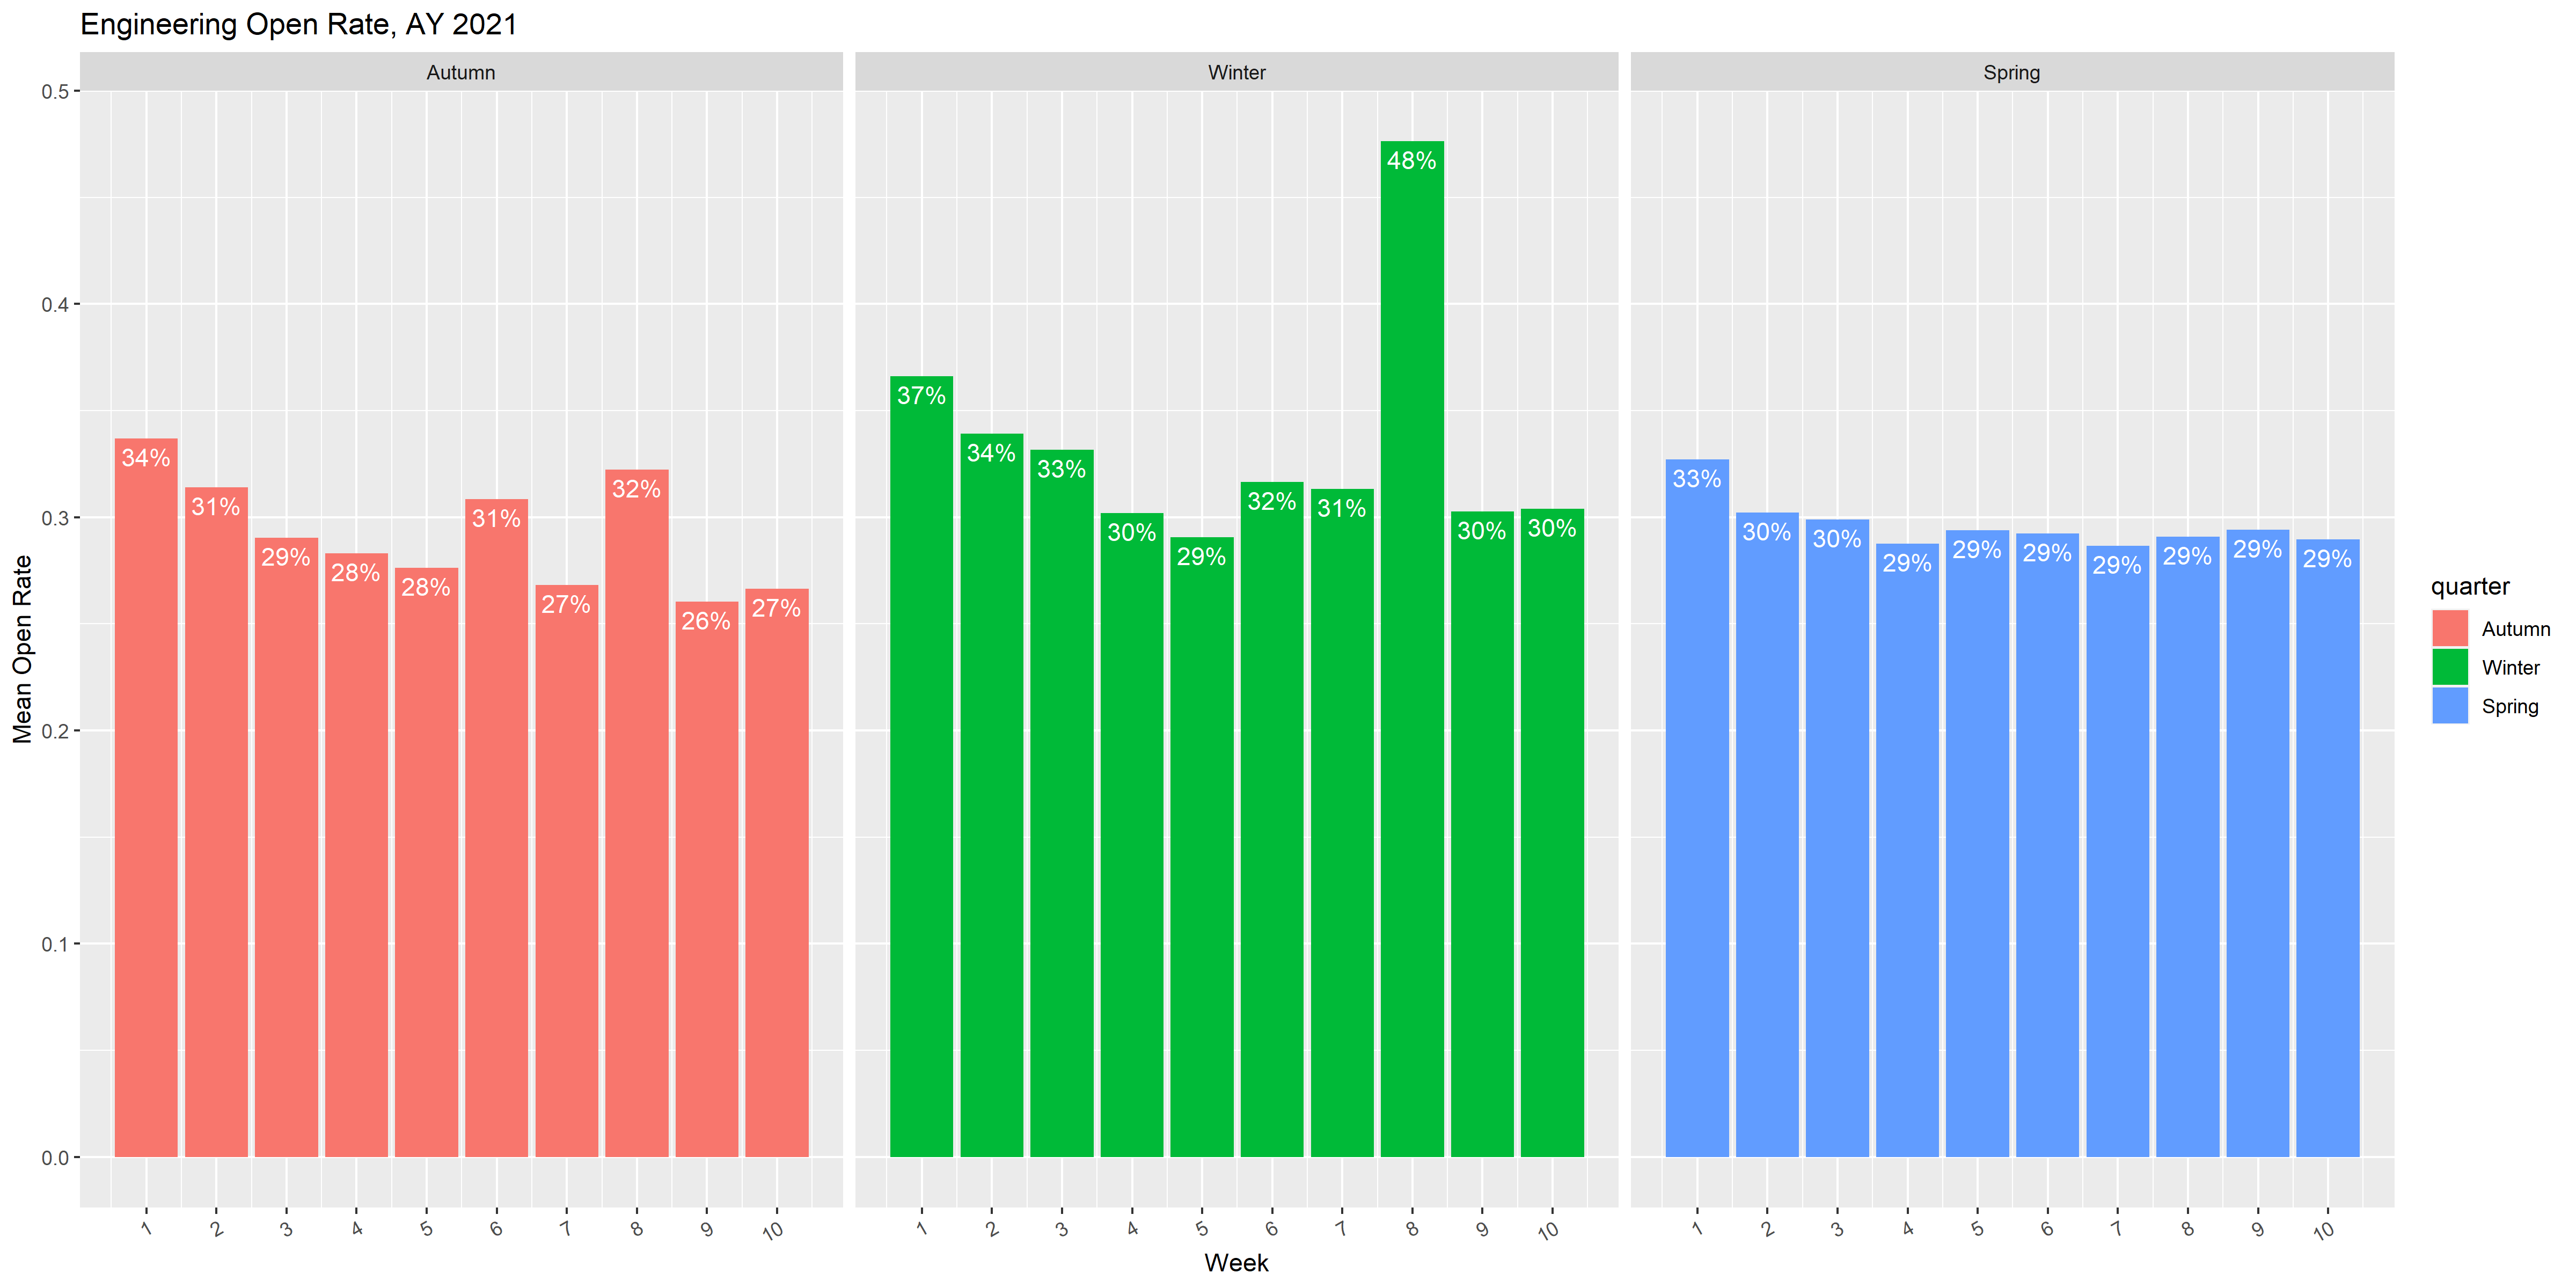 Engineering Open Rate, AY 2021
Autumn
Winter
Spring
0.5
0.4
0.3
0.2
0.1
0.0
Mean Open Rate
34%
31%
29%
28%
28%
31%
27%
32%
26%
27%
37%
34%
33%
30%
29%
32%
31%
48%
30%
30%
33%
30%
30%
29%
29%
29%
29%
29%
29%
29%
1 2 3 4 5 6 7 8 9 10
1 2 3 4 5 6 7 8 9 10
1 2 3 4 5 6 7 8 9 10
Week
quarter
Autumn
Winter
Spring